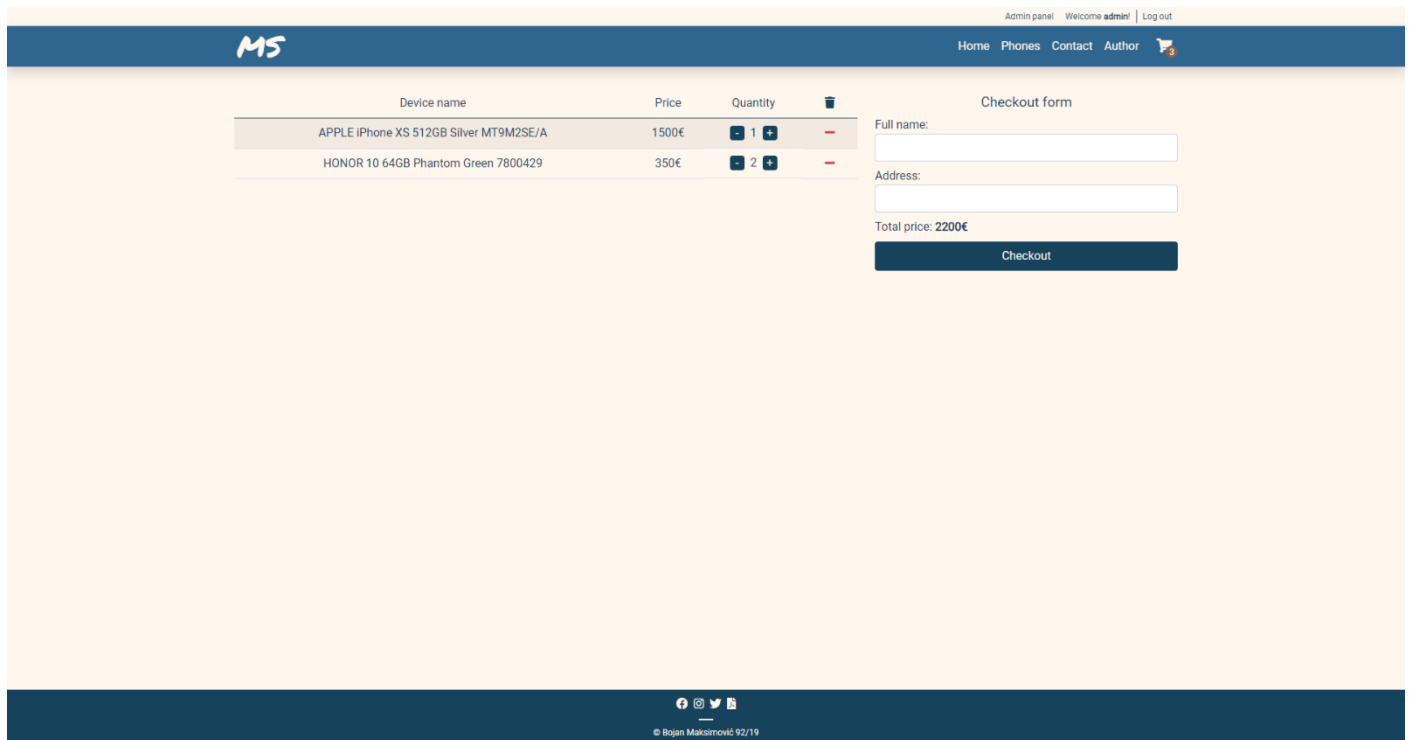 Admin panel Welcome admin! Log out
MS
Home Phones Contact Author 3
Device name Price Quantity
APPLE iPhone XS 512GB Silver MT9M2SE/A 1500€ - 1 +
HONOR 10 64GB Phantom Green 7800429 350€ - 2 +
Checkout form
Full name:
Address:
Total price: 2200€
Checkout
© Bojan Maksimović 92/19